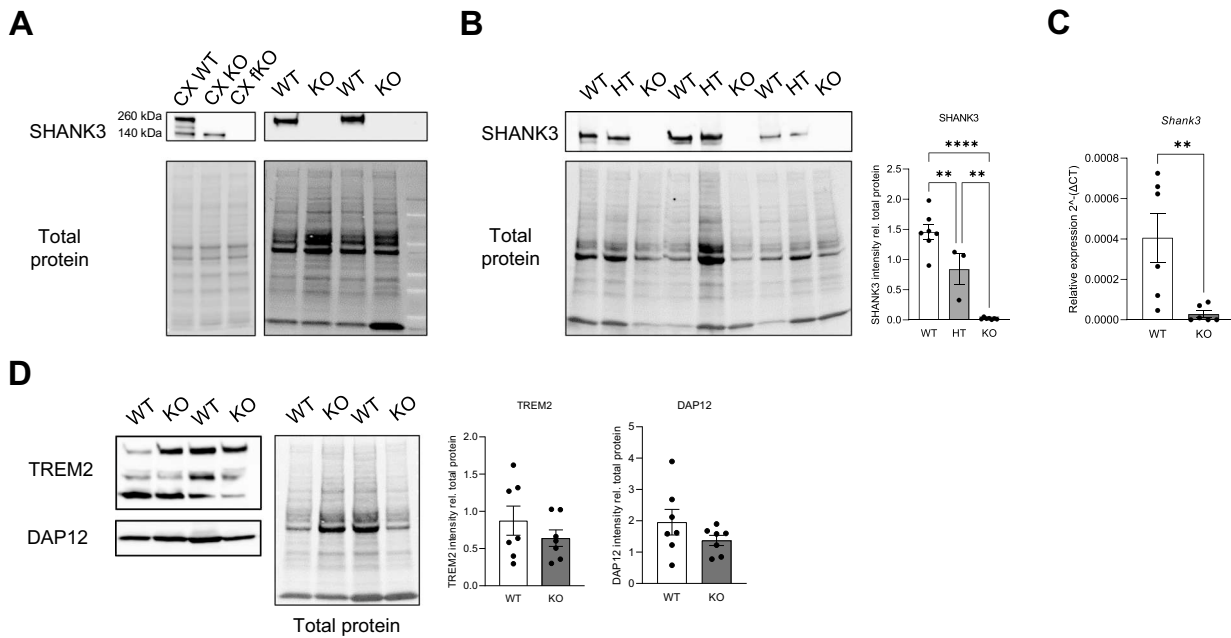 A
CX WT
CX KO
CX fKO
WT
KO
WT
KO
260 kDa
140 kDa
SHANK3
Total
protein
B
WT
HT
KO
WT
HT
KO
WT
HT
KO
SHANK3
Total
protein
SHANK3
SHANK3 intensity rel. total protein
2.5
2.0
1.5
1.0
0.5
0.0
****
**
**
WT
HT
KO
C
Shank3
Relative expression 2^-(ΔCT)
0.0008
0.0006
0.0004
0.0002
0.0000
**
WT
KO
D
WT
KO
WT
KO
TREM2
DAP12
WT
KO
WT
KO
Total protein
TREM2
TREM2 intensity rel. total protein
2.0
1.5
1.0
0.5
0.0
WT
KO
DAP12
DAP12 intensity rel. total protein
5
4
3
2
1
0
WT
KO